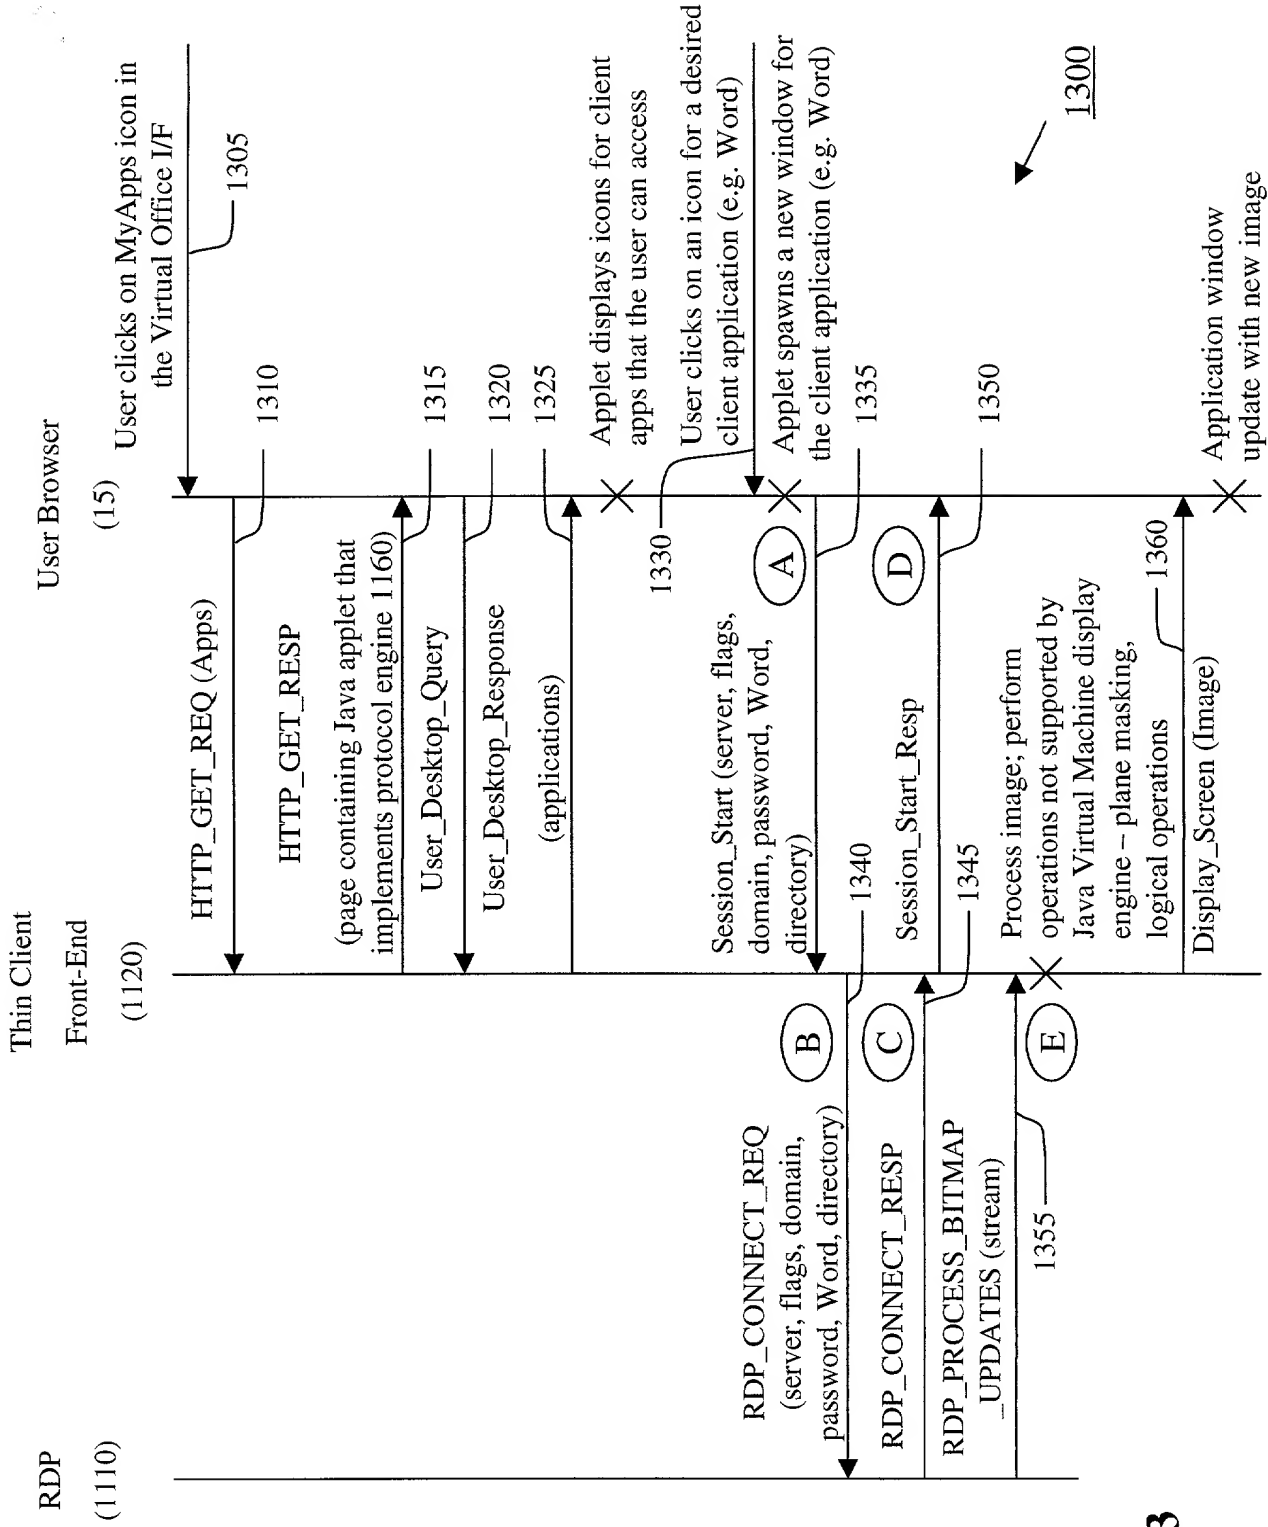 RDP
(1110)
Thin Client
Front-End
(1120)
User Browser
(15)
User clicks on MyApps icon in
the Virtual Office I/F
1305
HTTP_GET_REQ (Apps)
1310
HTTP_GET_RESP
(page containing Java applet that
implements protocol engine 1160)
1315
User_Desktop_Query
1320
User_Desktop_Response
(applications)
1325
Applet displays icons for client
apps that the user can access
1330
User clicks on an icon for a desired
client application (e.g. Word)
A
Applet spawns a new window for
the client application (e.g. Word)
Session_Start (server, flags,
domain, password, Word,
directory)
1335
B
RDP_CONNECT_REQ
(server, flags, domain,
password, Word, directory)
1340
C
RDP_CONNECT_RESP
1345
D
Session_Start_Resp
1350
RDP_PROCESS_BITMAP
_UPDATES (stream)
1355
E
Process image; perform
operations not supported by
Java Virtual Machine display
engine – plane masking,
logical operations
Display_Screen (Image)
1360
Application window
update with new image
1300